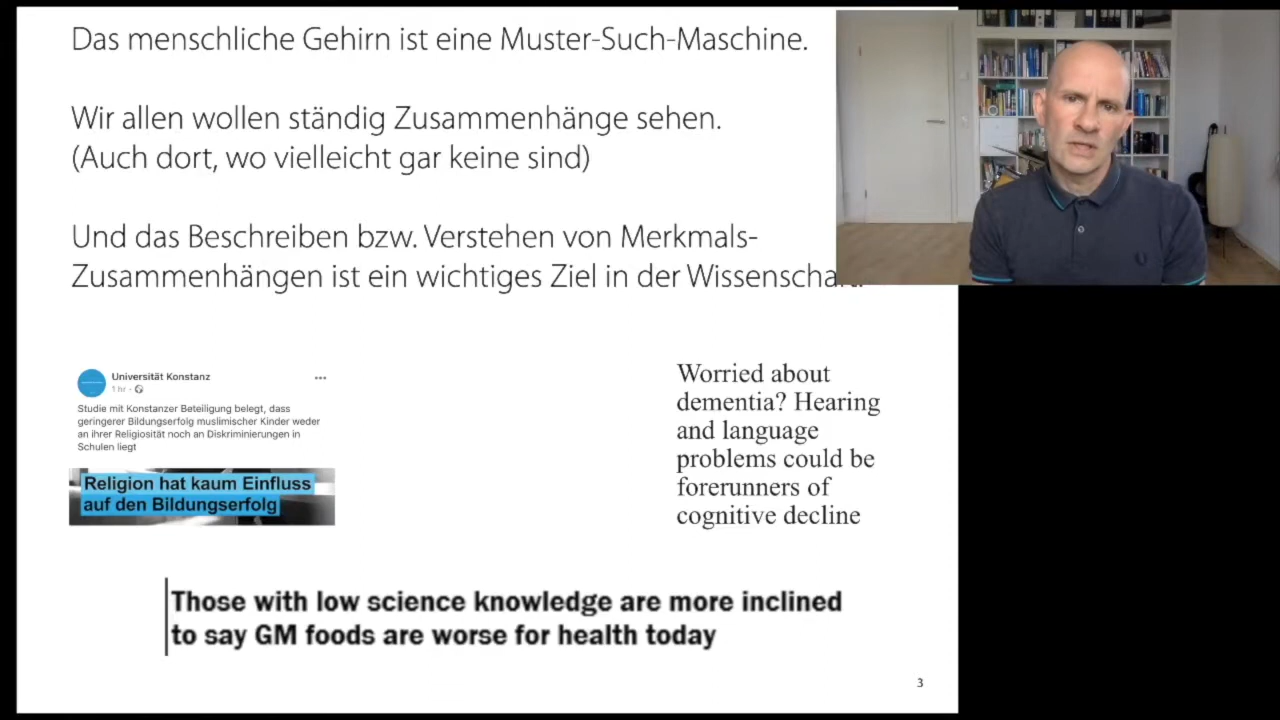 Das menschliche Gehirn ist eine Muster-Such-Maschine.
Wir allen wollen ständig Zusammenhänge sehen.
(Auch dort, wo vielleicht gar keine sind)
Und das Beschreiben bzw. Verstehen von Merkmals-
Zusammenhängen ist ein wichtiges Ziel in der
Universität Konstanz
1 hr
Studie mit Konstanzer Beteiligung belegt, dass
geringerer Bildungserfolg muslimischer Kinder weder
an ihrer Religiosität noch an Diskriminierungen in
Schulen liegt
Religion hat kaum Einfluss
auf den Bildungserfolg
Worried about
dementia? Hearing
and language
problems could be
forerunners of
cognitive decline
Those with low science knowledge are more inclined
to say GM foods are worse for health today
3